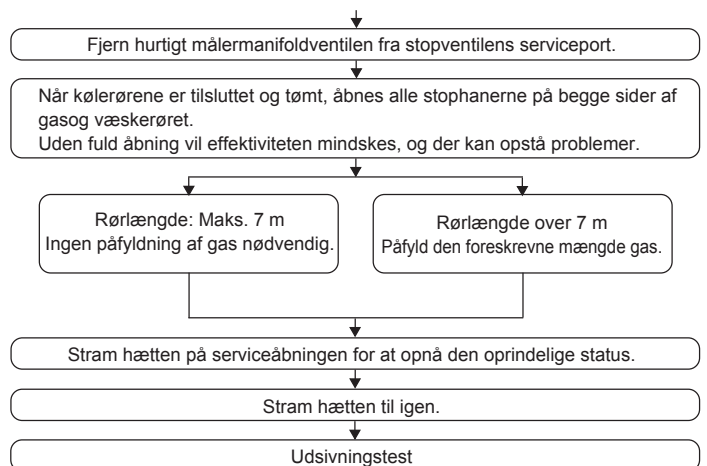 Fjern hurtigt målermanifoldventilen fra stopventilens serviceport.
Når kølerørene er tilsluttet og tømt, åbnes alle stophanerne på begge sider af
gasog væskerøret.
Uden fuld åbning vil effektiviteten mindskes, og der kan opstå problemer.
Rørlængde: Maks. 7 m
Ingen påfyldning af gas nødvendig.
Rørlængde over 7 m
Påfyld den foreskrevne mængde gas.
Stram hætten på serviceåbningen for at opnå den oprindelige status.
Stram hætten til igen.
Udsivningstest